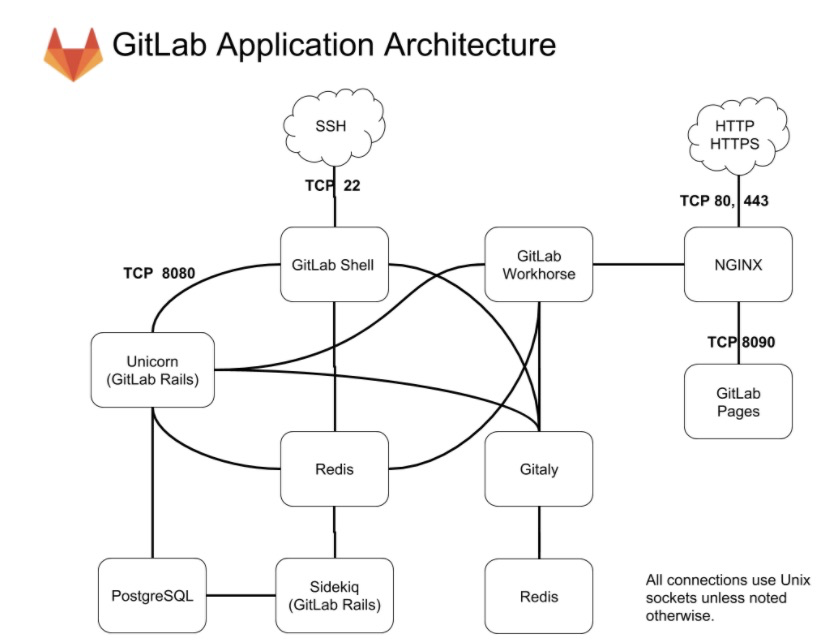 GitLab Application Architecture
SSH
HTTP
HTTPS
TCP 22
TCP 80, 443
GitLab Shell
GitLab
Workhorse
NGINX
TCP 8080
TCP 8090
Unicorn
(GitLab Rails)
GitLab
Pages
Redis
Gitaly
PostgreSQL
Sidekiq
(GitLab Rails)
Redis
All connections use Unix
sockets unless noted
otherwise.